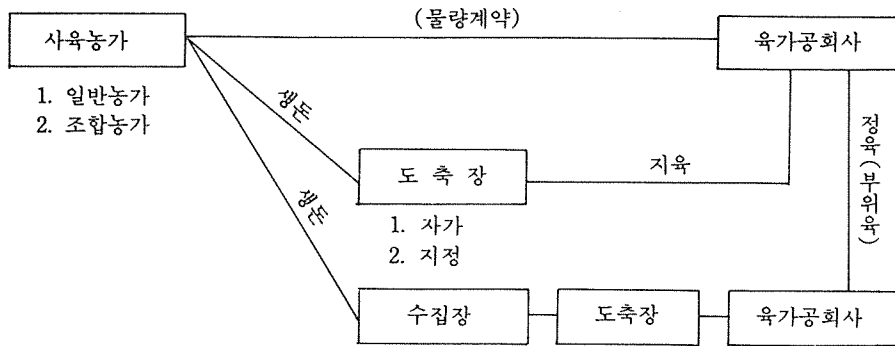 (물량계약)
사육농가
육가공회사
1. 일반농가
2. 조합농가
생돈
생돈
도 축 장
지육
정육(부위육)
1. 자가
2. 지정
수집장
도축장
육가공회사